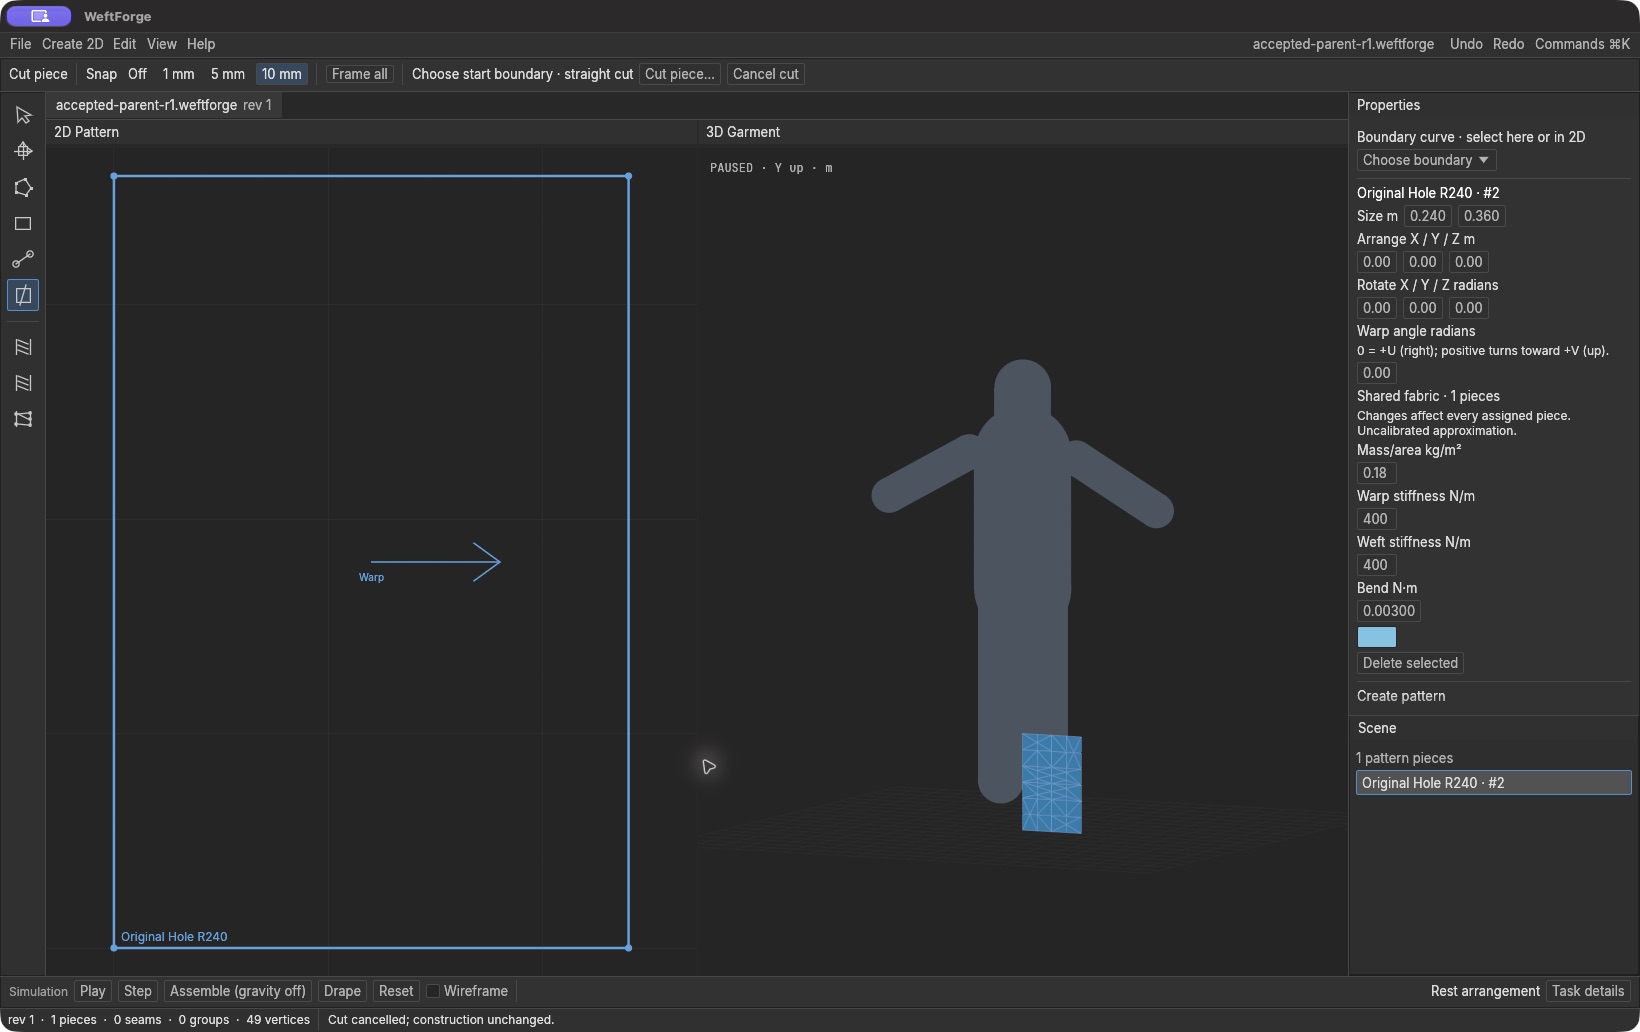 WeftForge
File Create 2D Edit View Help
accepted-parent-r1.weftforge Undo Redo Commands ⌘K
Cut piece Snap Off 1 mm 5 mm 10 mm Frame all Choose start boundary · straight cut Cut piece... Cancel cut
accepted-parent-r1.weftforge rev 1
2D Pattern
Warp
Original Hole R240
3D Garment
PAUSED · Y up · m
Properties
Boundary curve · select here or in 2D
Choose boundary
Original Hole R240 · #2
Size m 0.240 0.360
Arrange X / Y / Z m
0.00 0.00 0.00
Rotate X / Y / Z radians
0.00 0.00 0.00
Warp angle radians
0 = +U (right); positive turns toward +V (up).
0.00
Shared fabric · 1 pieces
Changes affect every assigned piece.
Uncalibrated approximation.
Mass/area kg/m²
0.18
Warp stiffness N/m
400
Weft stiffness N/m
400
Bend N·m
0.00300
Delete selected
Create pattern
Scene
1 pattern pieces
Original Hole R240 · #2
Simulation Play Step Assemble (gravity off) Drape Reset Wireframe
Rest arrangement Task details
rev 1 · 1 pieces · 0 seams · 0 groups · 49 vertices Cut cancelled; construction unchanged.